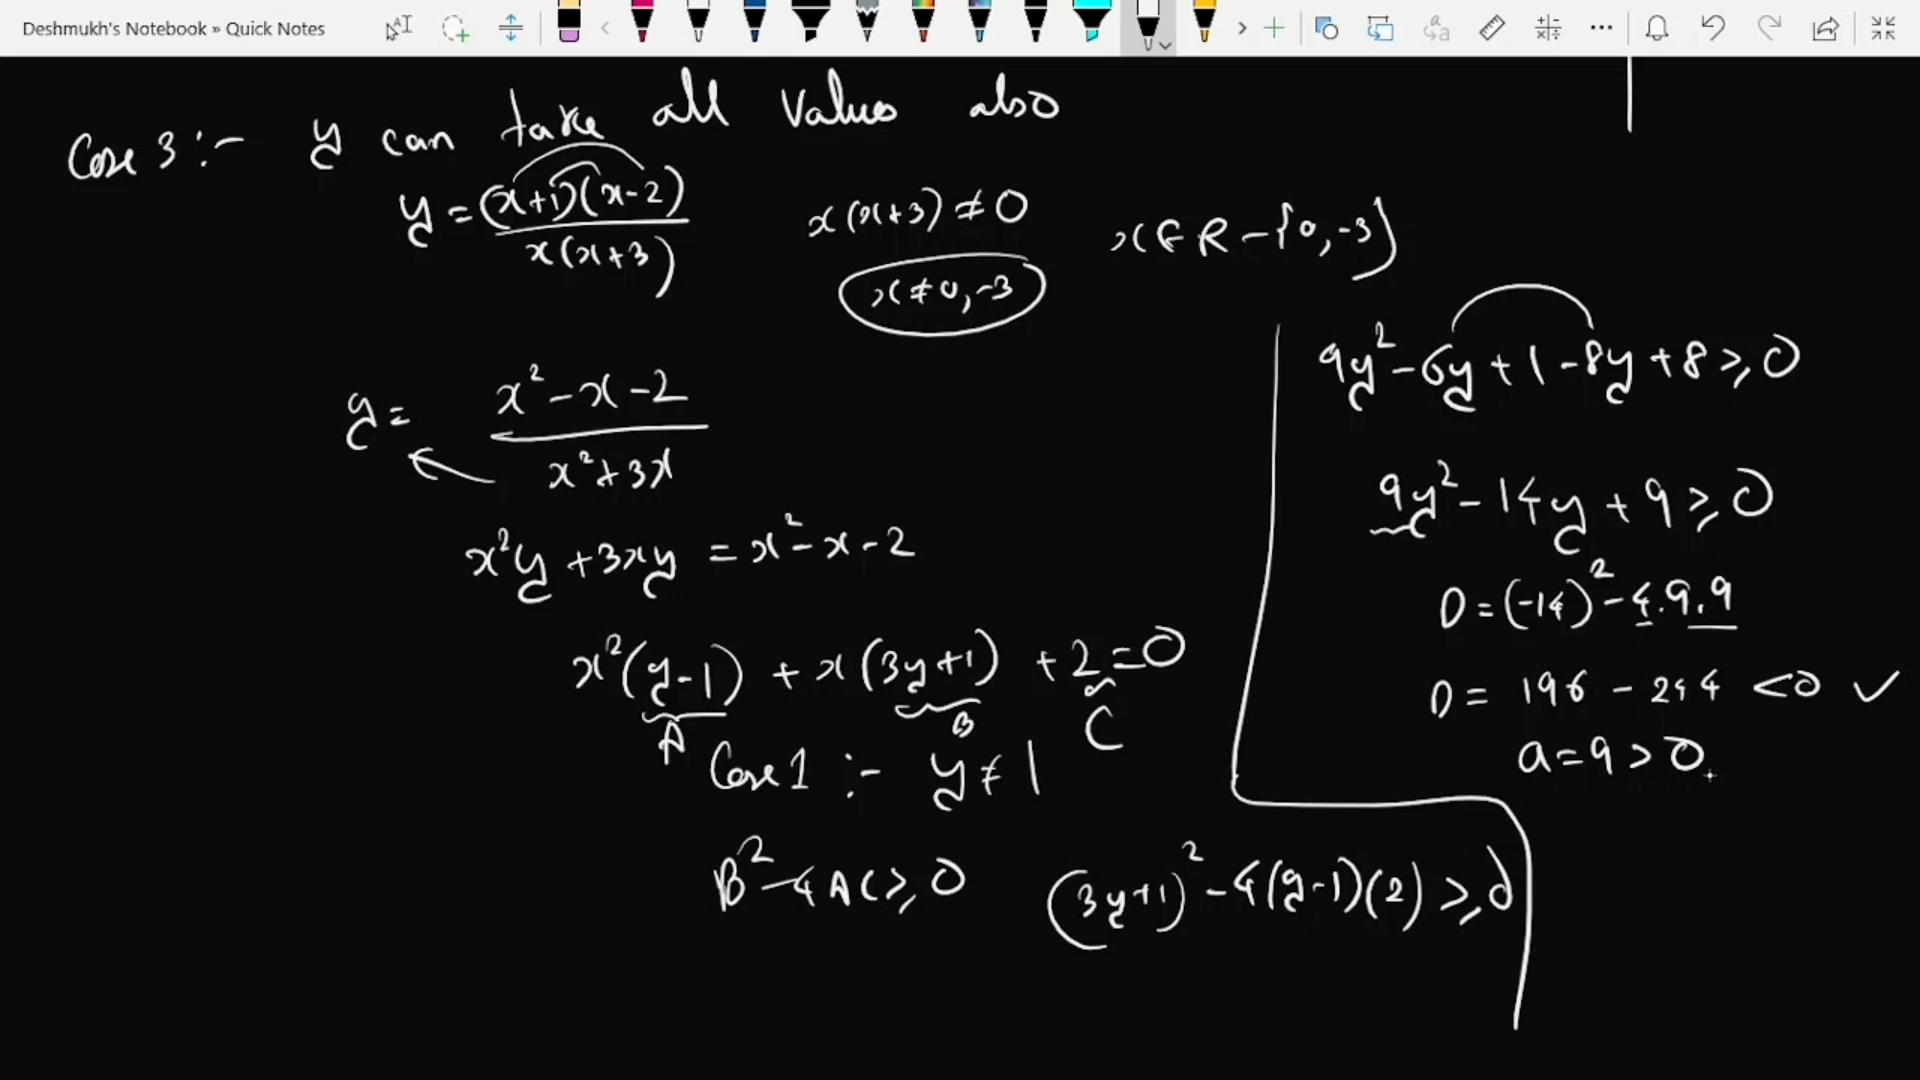 Deshmukh's Notebook » Quick Notes
Case 3 :- y can take all values also
y = (x+1)(x-2) / x(x+3)
x(x+3) ≠ 0
x ∈ R - {0, -3}
x ≠ 0, -3
y = x² - x - 2 / x² + 3x
x²y + 3xy = x² - x - 2
x²(y-1) + x(3y+1) + 2 = 0
A B C
Case 1 :- y ≠ 1
B² - 4AC ≥ 0
(3y+1)² - 4(y-1)(2) ≥ 0
9y² - 6y + 1 - 8y + 8 ≥ 0
9y² - 14y + 9 ≥ 0
D = (-14)² - 4.9.9
D = 196 - < 0 ✓
a = 9 > 0